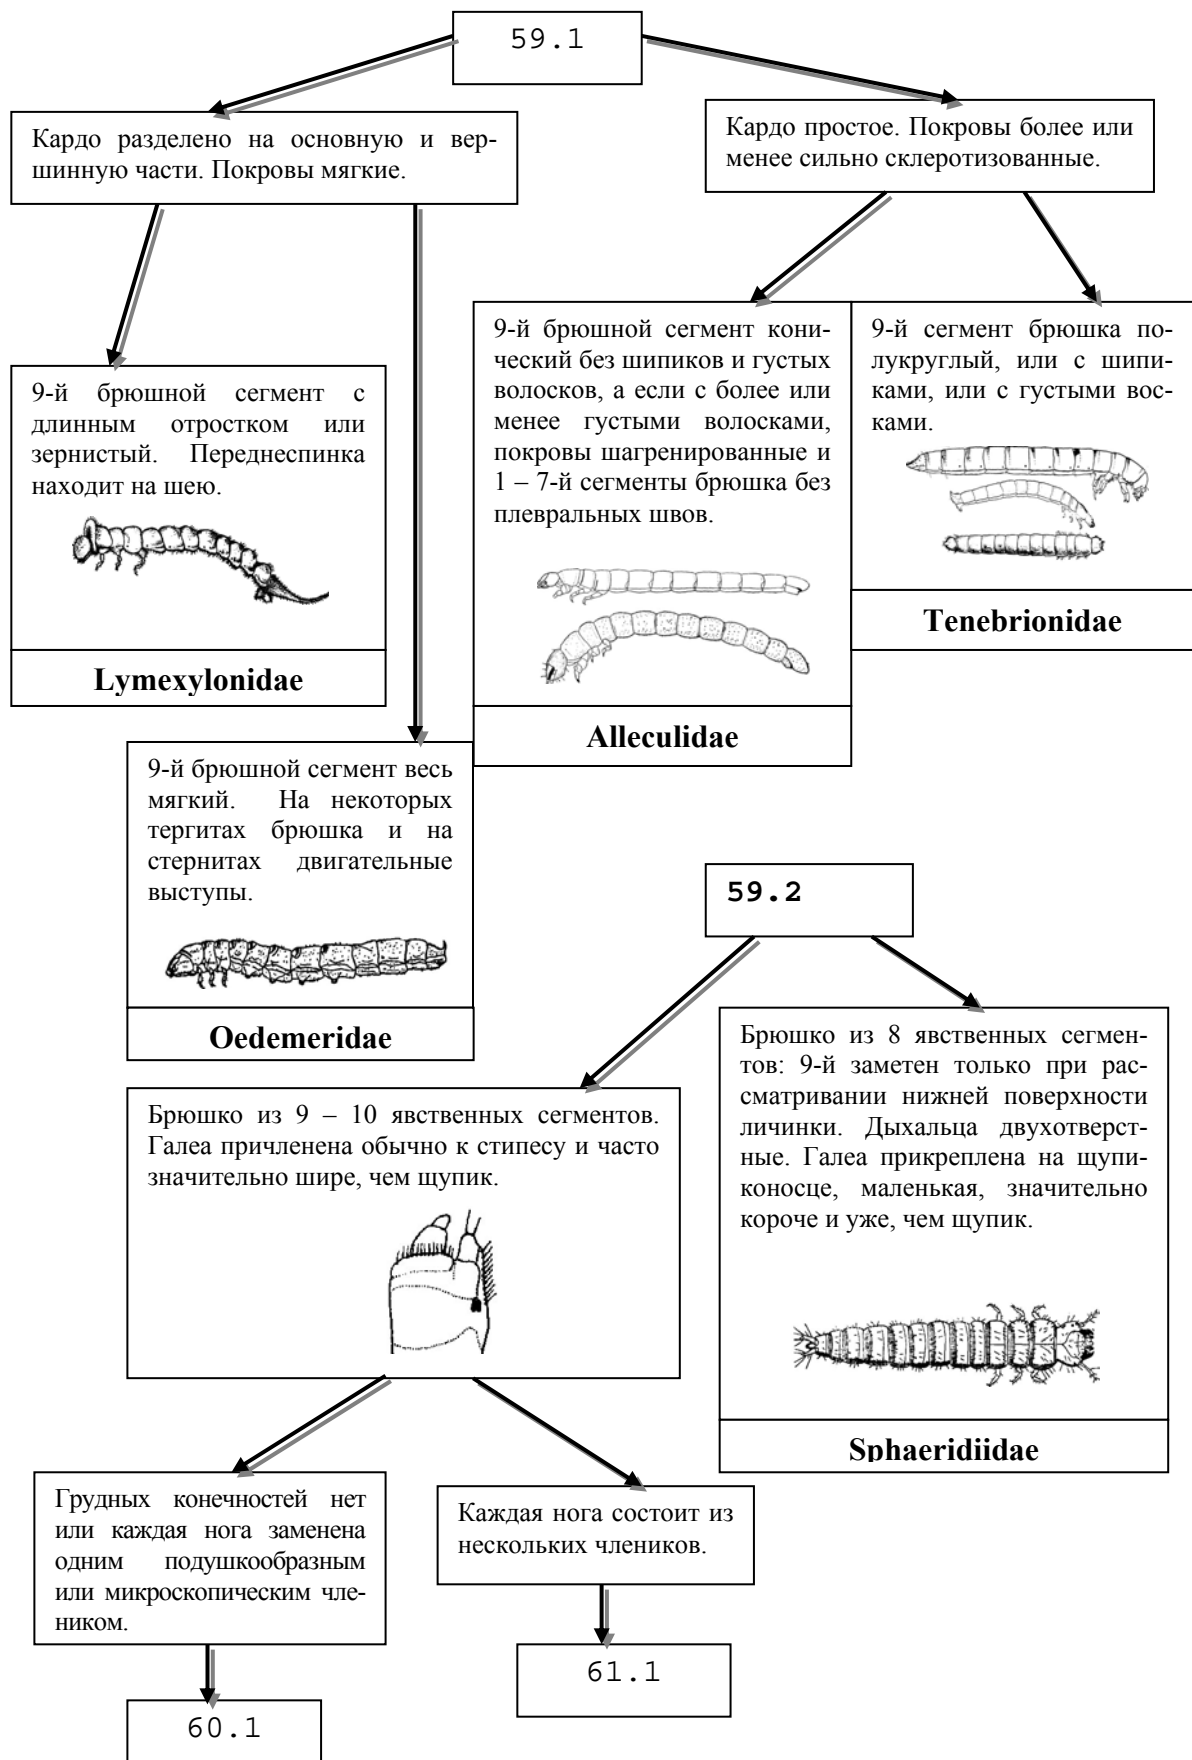 59.1
Кардо разделено на основную и вер-
шинную части. Покровы мягкие.
Кардо простое. Покровы более или
менее сильно склеротизованные.
9-й брюшной сегмент с
длинным отростком или
зернистый. Переднеспинка
находит на шею.
Lymexylonidae
9-й брюшной сегмент весь
мягкий. На некоторых
тергитах брюшка и на
стернитах двигательные
выступы.
Oedemeridae
9-й брюшной сегмент кони-
ческий без шипиков и густых
волосков, а если с более или
менее густыми волосками,
покровы шагренированные и
1 – 7-й сегменты брюшка без
плевральных швов.
Alleculidae
9-й сегмент брюшка по-
лукруглый, или с шипи-
ками, или с густыми вос-
ками.
Tenebrionidae
59.2
Брюшко из 9 – 10 явственных сегментов.
Галеа причленена обычно к стипесу и часто
значительно шире, чем щупик.
Брюшко из 8 явственных сегмен-
тов: 9-й заметен только при рас-
сматривании нижней поверхности
личинки. Дыхальца двухотверст-
ные. Галеа прикреплена на щупи-
коносце, маленькая, значительно
короче и уже, чем щупик.
Sphaeridiidae
Грудных конечностей нет
или каждая нога заменена
одним подушкообразным
или микроскопическим чле-
ником.
60.1
Каждая нога состоит из
нескольких члеников.
61.1